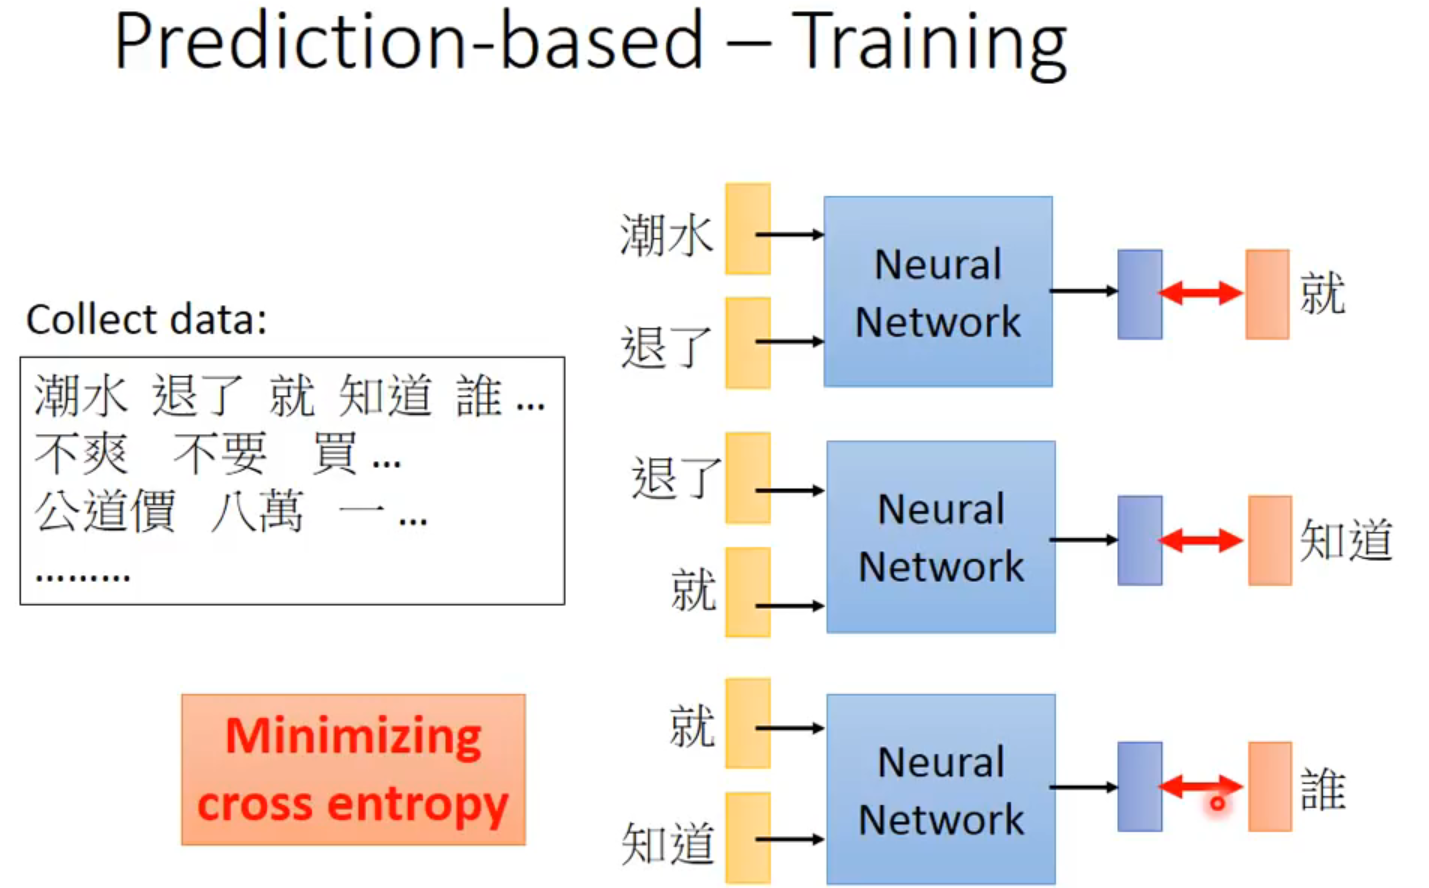 Prediction-based – Training
Collect data:
潮水 退了 就 知道 誰 …
不爽 不要 買 …
公道價 八萬 一 …
………
Minimizing
cross entropy
潮水
退了
Neural
Network
就
退了
就
Neural
Network
知道
就
知道
Neural
Network
誰